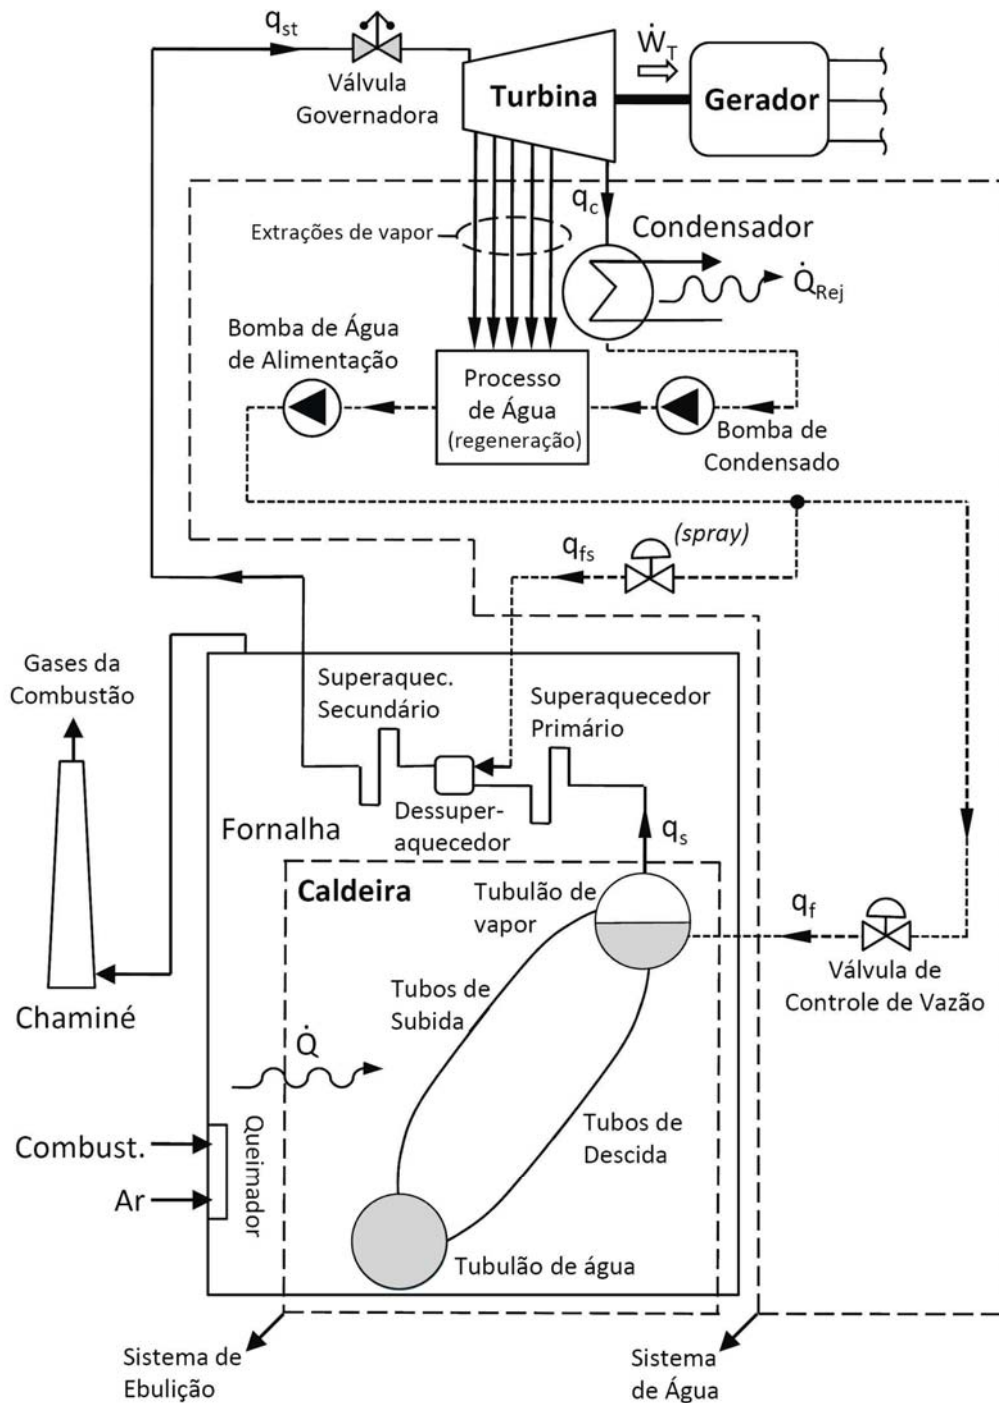 q_st
Ẇ_T
Válvula
Governadora
Turbina
Gerador
q_c
Extrações de vapor
Condensador
Q̇_Rej
Bomba de Água
de Alimentação
Processo
de Água
(regeneração)
Bomba de
Condensado
q_fs
(spray)
Gases da
Combustão
Superaquec.
Secundário
Superaquecedor
Primário
Dessuper-
aquecedor
Fornalha
q_s
Caldeira
Tubulão de
vapor
q_f
Válvula de
Controle de Vazão
Chaminé
Tubos de
Subida
Q̇
Tubos de
Descida
Combust.
Ar
Queimador
Tubulão de água
Sistema de
Ebulição
Sistema
de Água